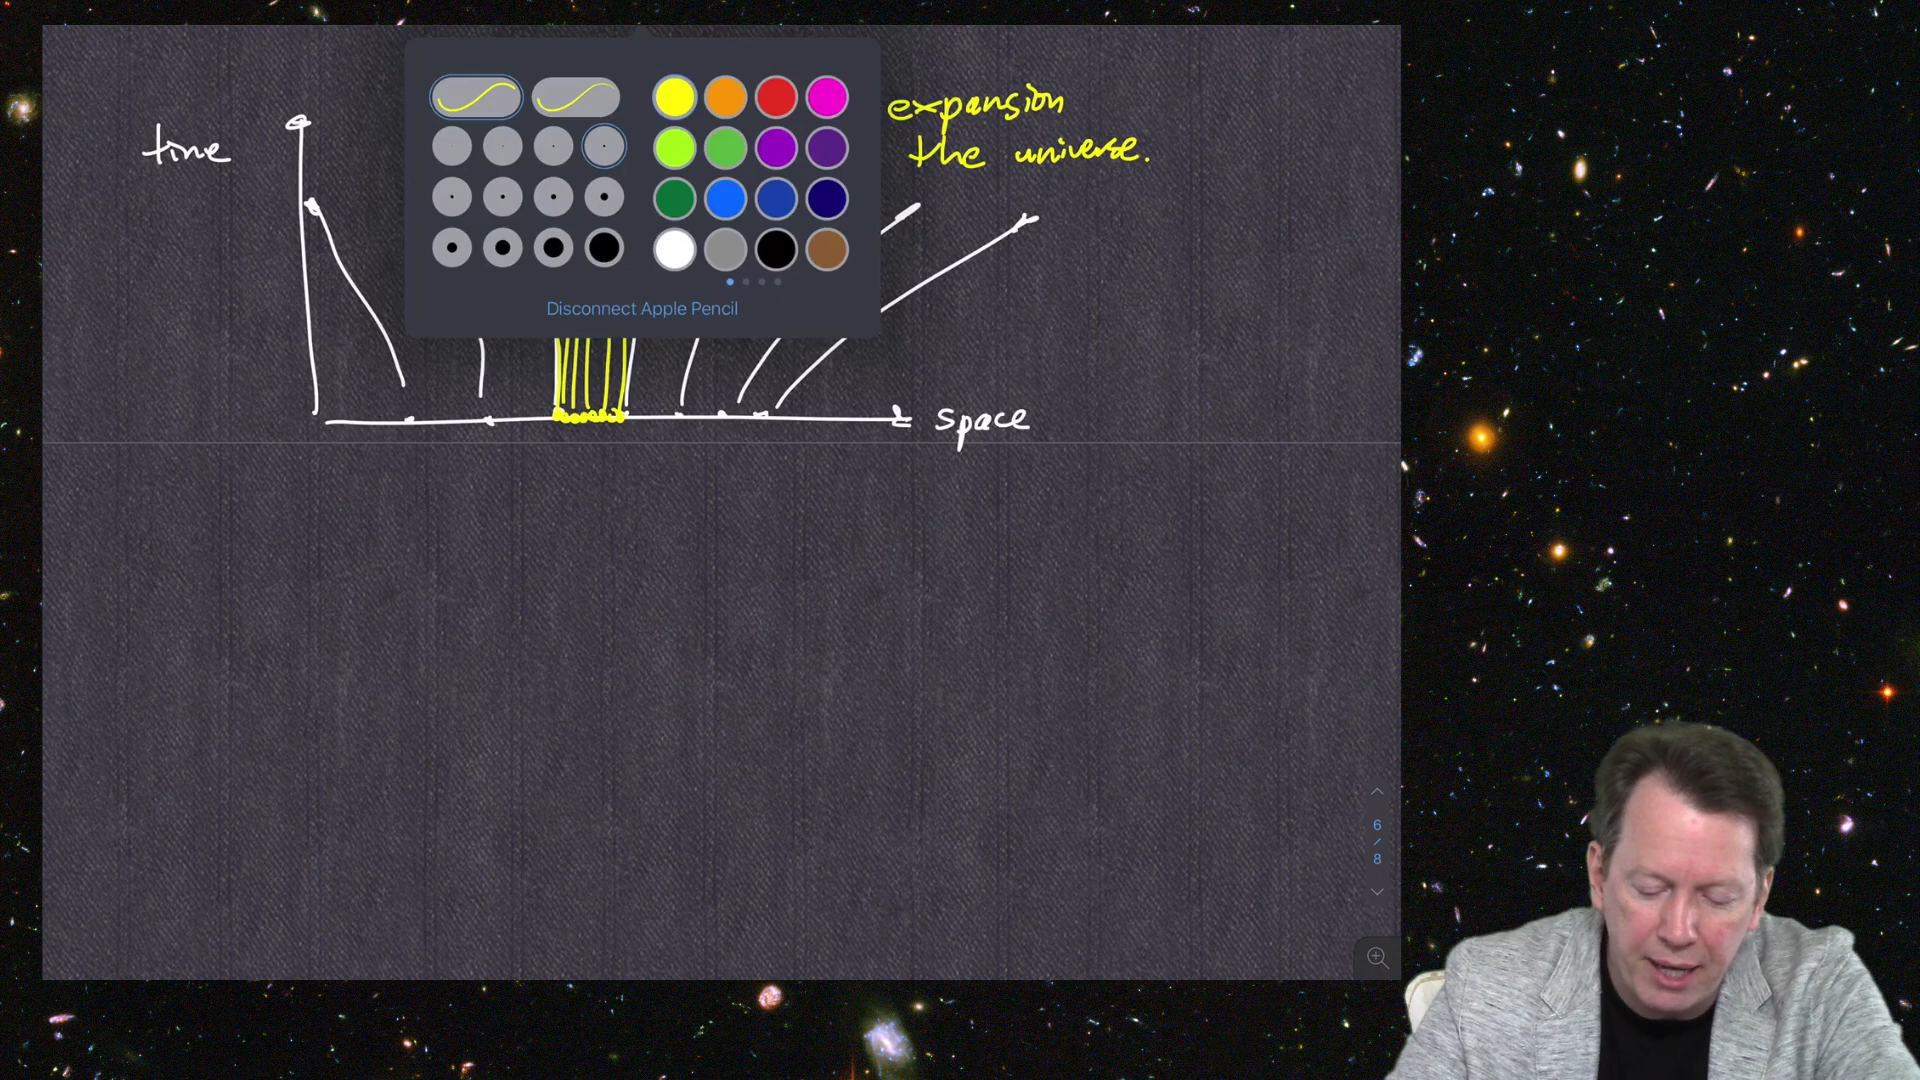 expansion
time
the universe.
Disconnect Apple Pencil
space
6
/
8